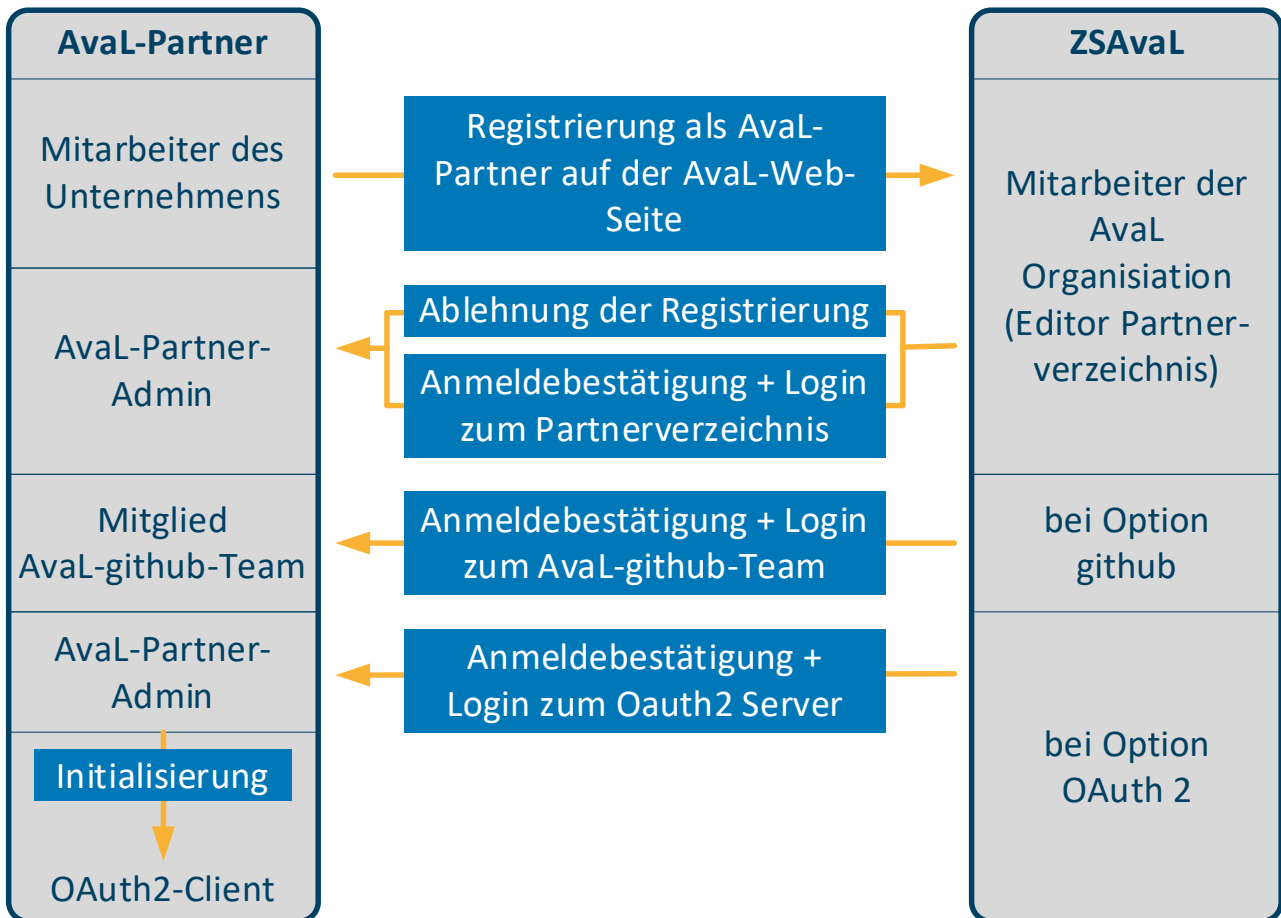 AvaL-Partner
Mitarbeiter des
Unternehmens
AvaL-Partner-
Admin
Mitglied
AvaL-github-Team
AvaL-Partner-
Admin
Initialisierung
OAuth2-Client
Registrierung als AvaL-
Partner auf der AvaL-Web-
Seite
Ablehnung der Registrierung
Anmeldebestätigung + Login
zum Partnerverzeichnis
Anmeldebestätigung + Login
zum AvaL-github-Team
Anmeldebestätigung +
Login zum Oauth2 Server
ZSAvaL
Mitarbeiter der
AvaL
Organisiation
(Editor Partner-
verzeichnis)
bei Option
github
bei Option
OAuth 2